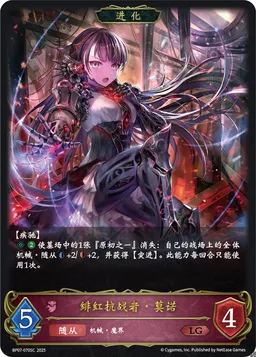 进化
【疾驰】
2 使墓场中的1张『原初之一』消失:自己的战场上的全体
机械·随从 +2/ +2,并获得【突进】。此能力每回合只能使
用1次。
BP07-070SC 2025
© Cygames, Inc. Published by NetEase Games
绯红抗战者·莫诺
5
随从
机械·魔界
LG
4